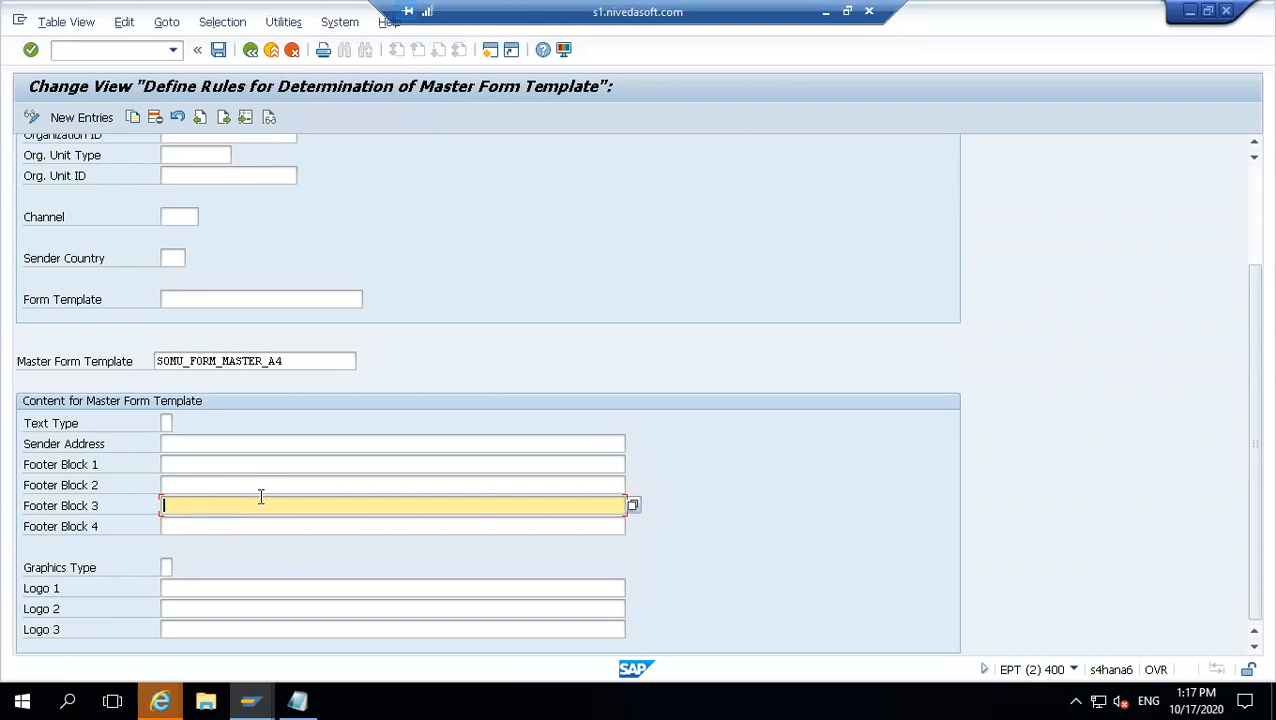 s1.nivedasoft.com
Table View Edit Goto Selection Utilities System Help
Change View "Define Rules for Determination of Master Form Template":
New Entries
Organization ID
Org. Unit Type
Org. Unit ID
Channel
Sender Country
Form Template
Master Form Template SOMU_FORM_MASTER_A4
Content for Master Form Template
Text Type
Sender Address
Footer Block 1
Footer Block 2
Footer Block 3
Footer Block 4
Graphics Type
Logo 1
Logo 2
Logo 3
SAP EPT (2) 400 s4hana6 OVR
ENG 1:17 PM
10/17/2020